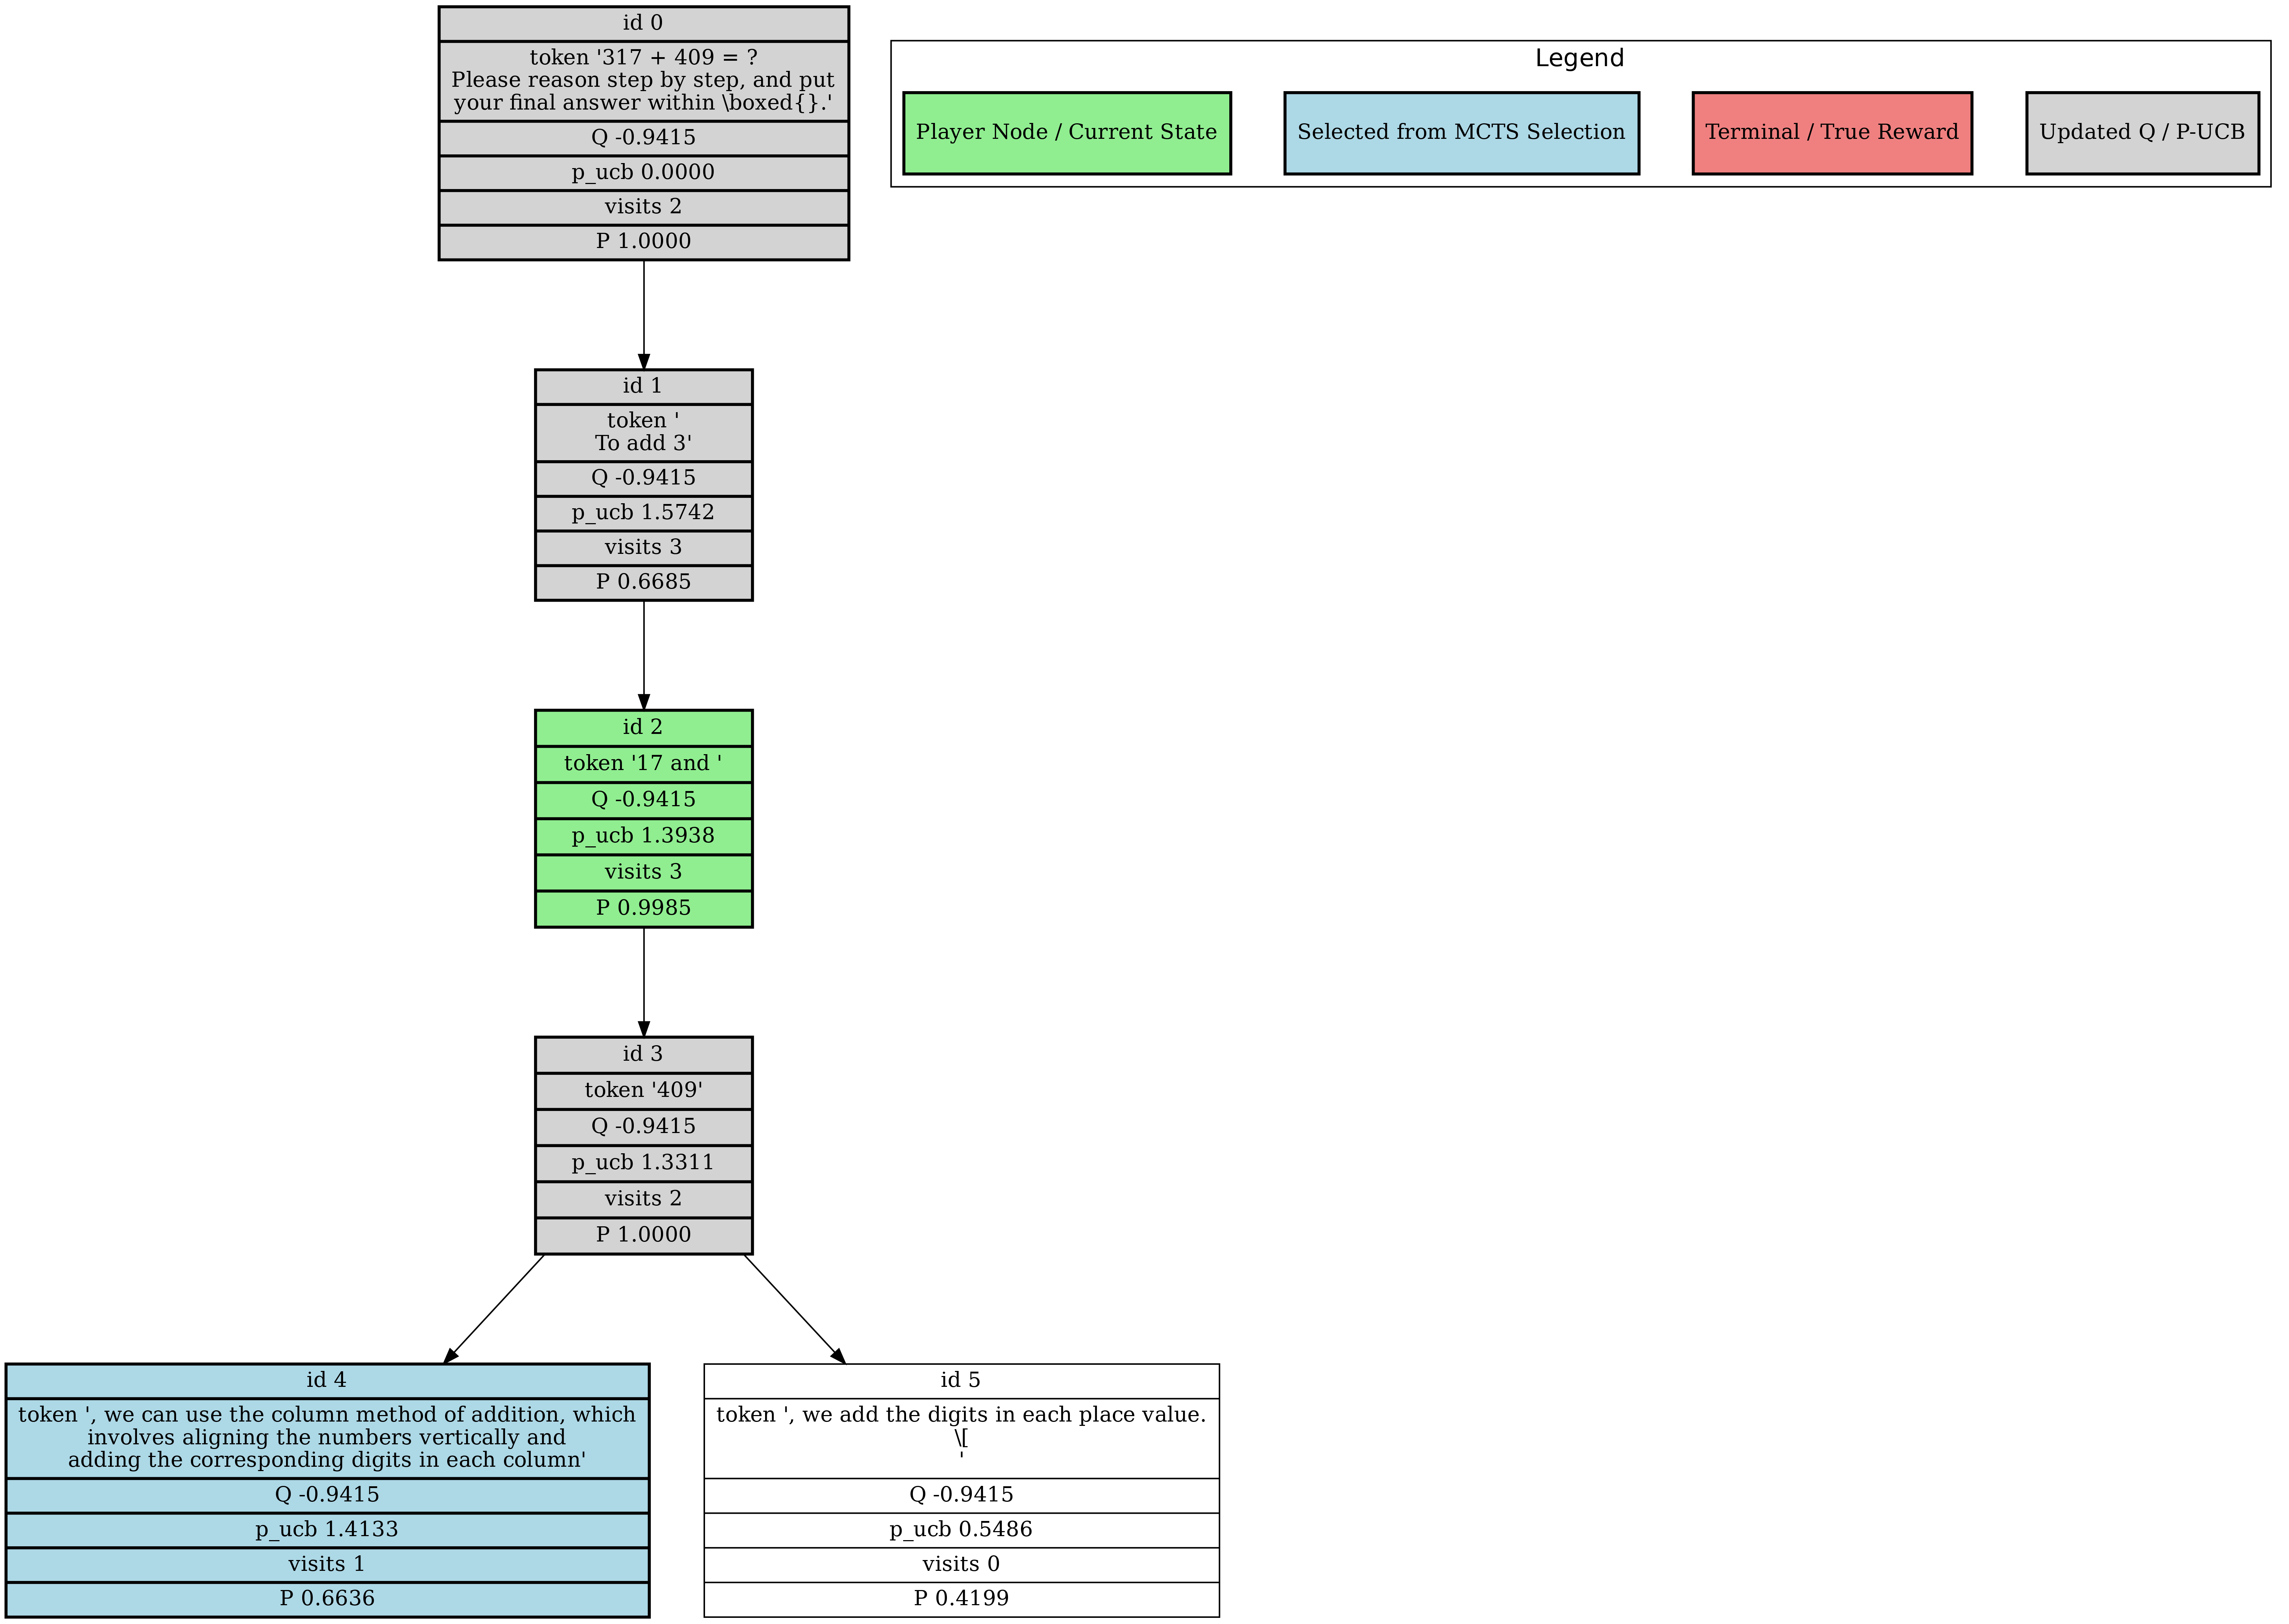 id 0
token '317 + 409 = ?
Please reason step by step, and put
your final answer within \boxed{}.'
Q -0.9415
p_ucb 0.0000
visits 2
P 1.0000
Legend
Player Node / Current State
Selected from MCTS Selection
Terminal / True Reward
Updated Q / P-UCB
id 1
token '
To add 3'
Q -0.9415
p_ucb 1.5742
visits 3
P 0.6685
id 2
token '17 and '
Q -0.9415
p_ucb 1.3938
visits 3
P 0.9985
id 3
token '409'
Q -0.9415
p_ucb 1.3311
visits 2
P 1.0000
id 4
token ', we can use the column method of addition, which
involves aligning the numbers vertically and
adding the corresponding digits in each column'
Q -0.9415
p_ucb 1.4133
visits 1
P 0.6636
id 5
token ', we add the digits in each place value.
\[
'
Q -0.9415
p_ucb 0.5486
visits 0
P 0.4199